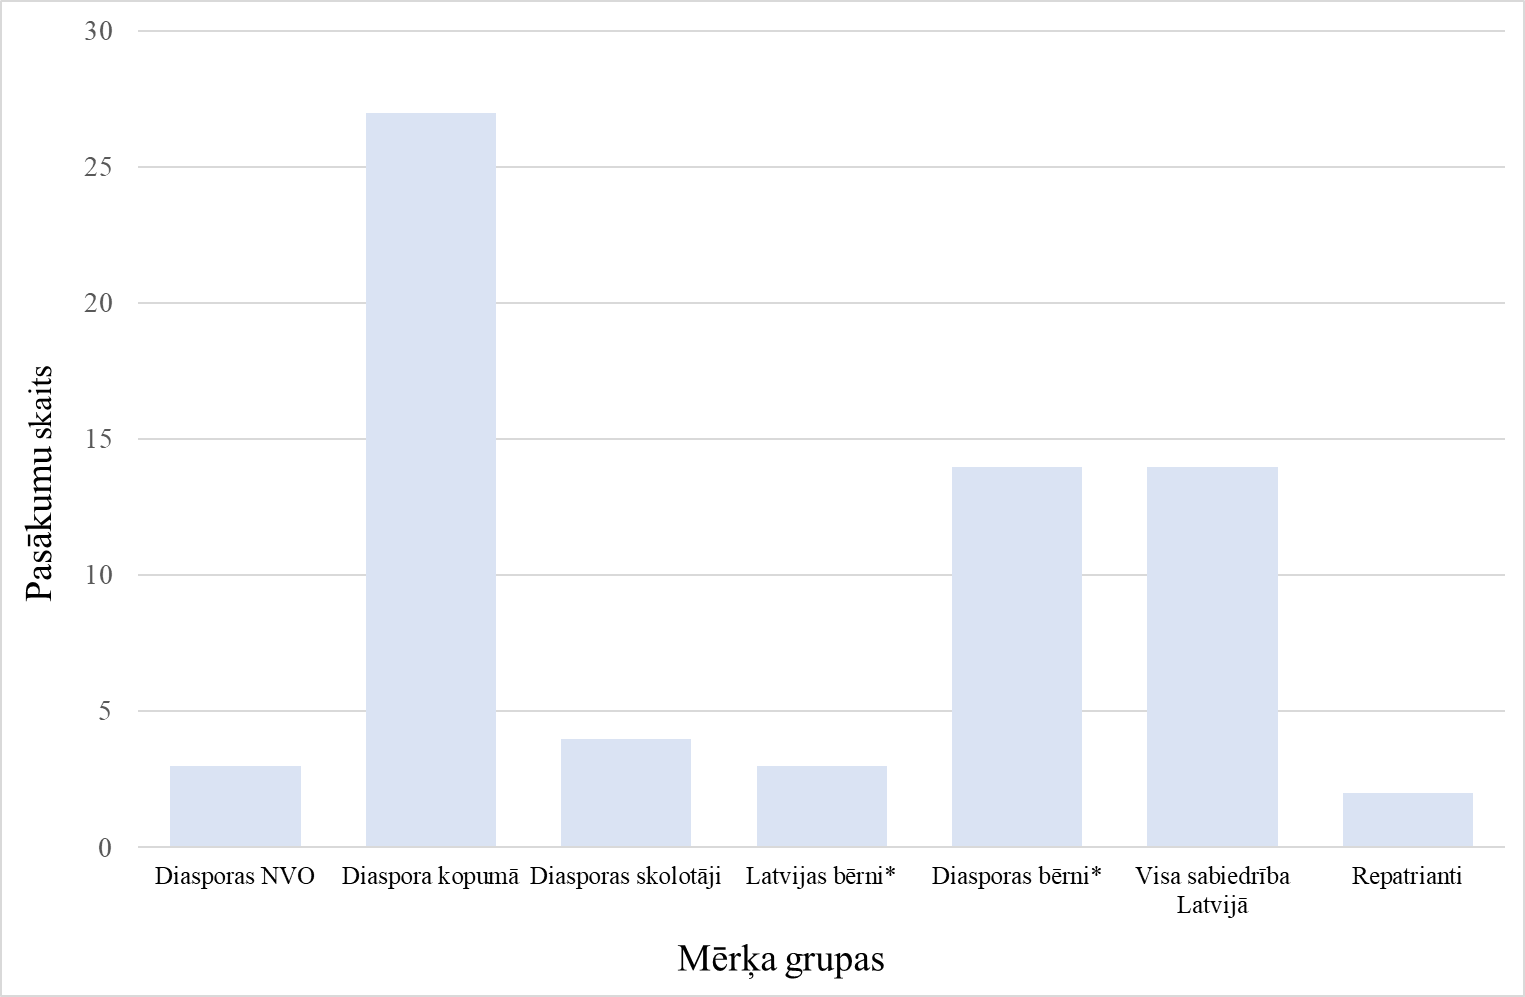 30
25
20
15
10
5
0
Pasākumu skaits
Diasporas NVO
Diaspora kopumā
Diasporas skolotāji
Latvijas bērni*
Diasporas bērni*
Visa sabiedrība
Latvijā
Repatrianti
Mērķa grupas